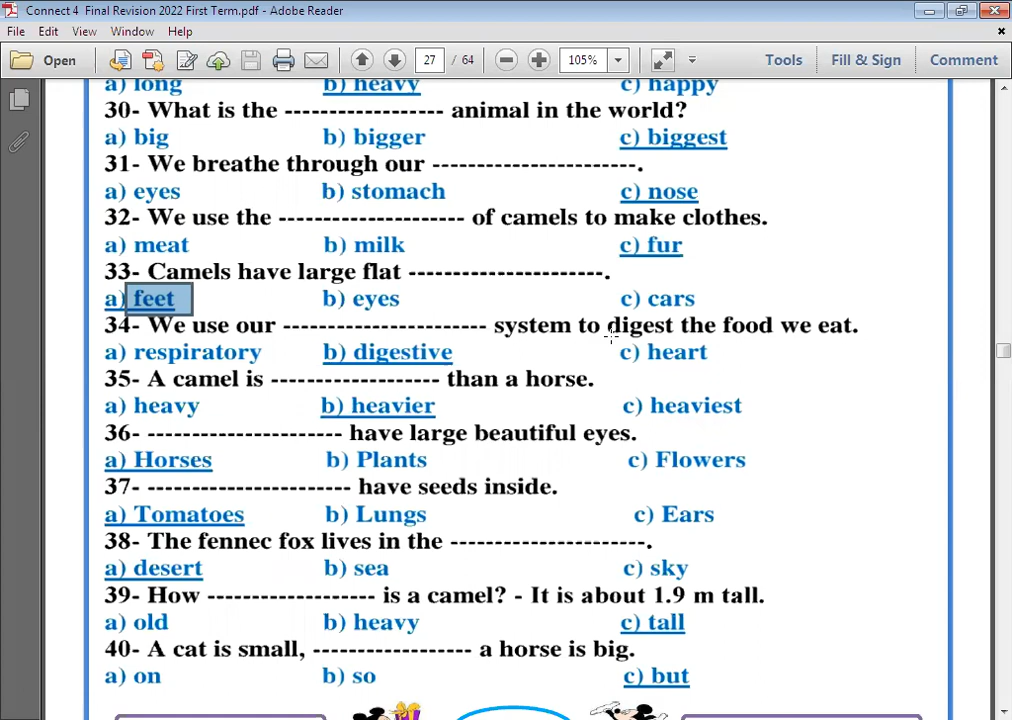 Connect 4 Final Revision 2022 First Term.pdf - Adobe Reader
File Edit View Window Help
Open 27 / 64 105% Tools Fill & Sign Comment
a) long b) heavy c) happy
30- What is the ------------------ animal in the world?
a) big b) bigger c) biggest
31- We breathe through our -----------------------.
a) eyes b) stomach c) nose
32- We use the --------------------- of camels to make clothes.
a) meat b) milk c) fur
33- Camels have large flat ----------------------.
a) feet b) eyes c) cars
34- We use our ----------------------- system to digest the food we eat.
a) respiratory b) digestive c) heart
35- A camel is ------------------- than a horse.
a) heavy b) heavier c) heaviest
36- ---------------------- have large beautiful eyes.
a) Horses b) Plants c) Flowers
37- ----------------------- have seeds inside.
a) Tomatoes b) Lungs c) Ears
38- The fennec fox lives in the ----------------------.
a) desert b) sea c) sky
39- How ------------------- is a camel? - It is about 1.9 m tall.
a) old b) heavy c) tall
40- A cat is small, ------------------ a horse is big.
a) on b) so c) but